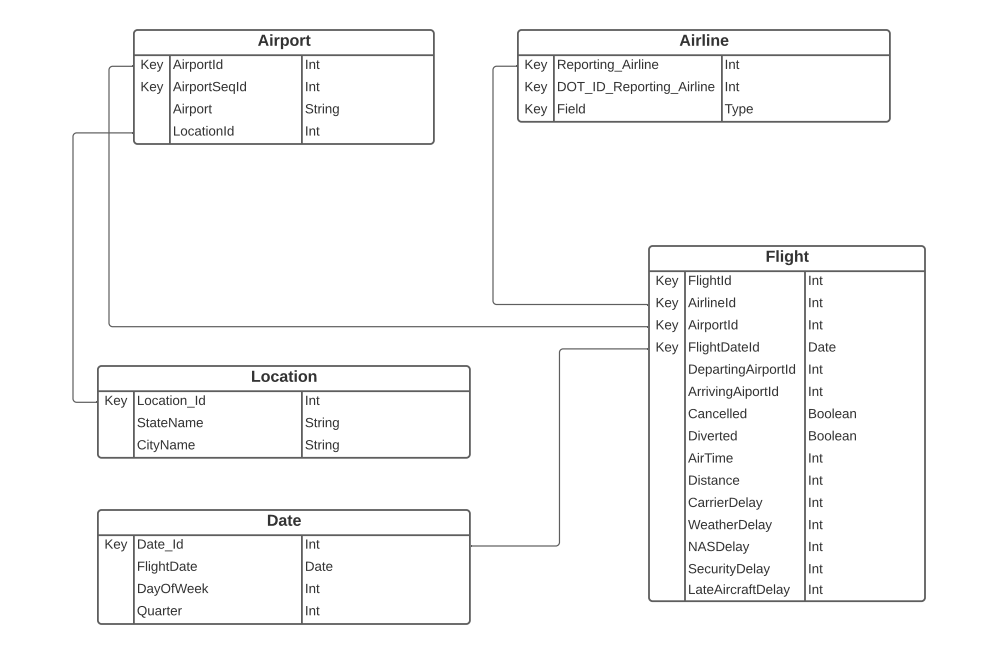 Airport
Key AirportId Int
Key AirportSeqId Int
Airport String
LocationId Int
Airline
Key Reporting_Airline Int
Key DOT_ID_Reporting_Airline Int
Key Field Type
Flight
Key FlightId Int
Key AirlineId Int
Key AirportId Int
Key FlightDateId Date
DepartingAirportId Int
ArrivingAiportId Int
Cancelled Boolean
Diverted Boolean
AirTime Int
Distance Int
CarrierDelay Int
WeatherDelay Int
NASDelay Int
SecurityDelay Int
LateAircraftDelay Int
Location
Key Location_Id Int
StateName String
CityName String
Date
Key Date_Id Int
FlightDate Date
DayOfWeek Int
Quarter Int